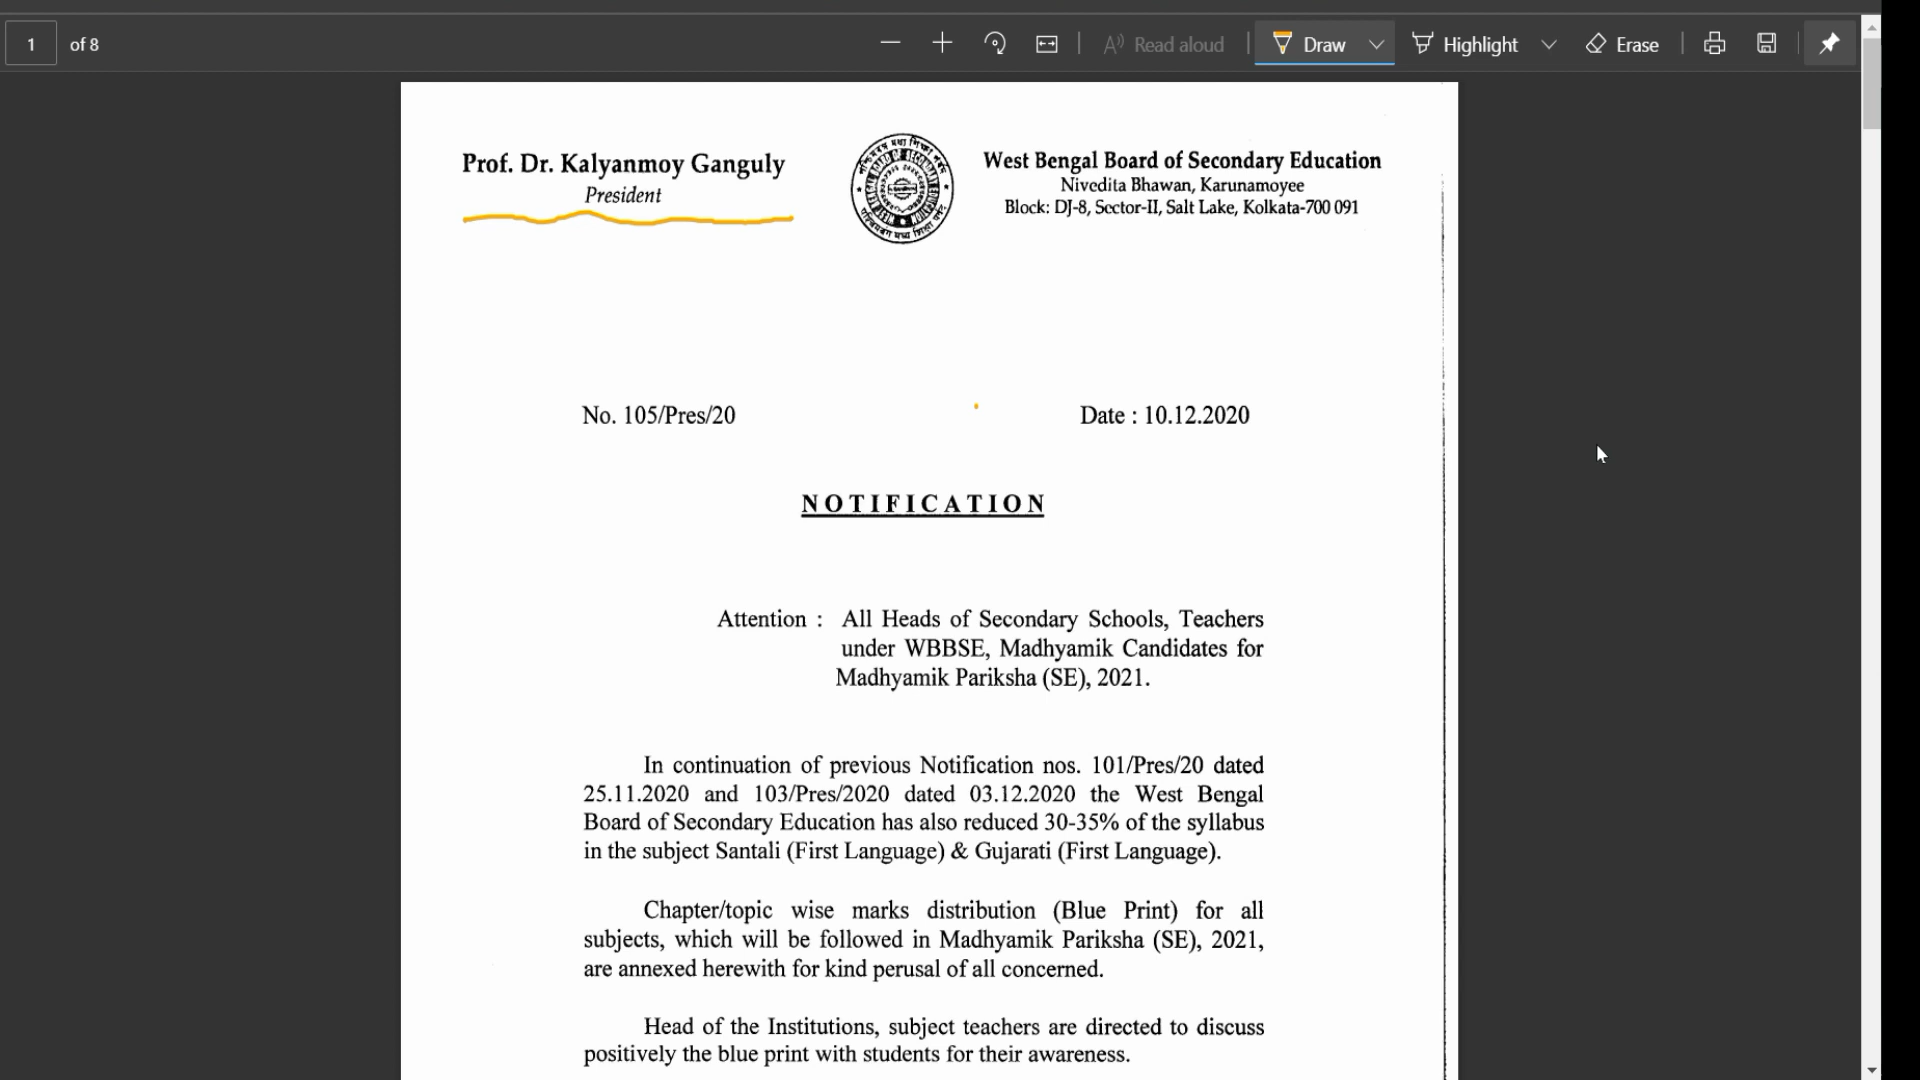 1 of 8
Read aloud
Draw
Highlight
Erase
Prof. Dr. Kalyanmoy Ganguly
President
West Bengal Board of Secondary Education
Nivedita Bhawan, Karunamoyee
Block: DJ-8, Sector-II, Salt Lake, Kolkata-700 091
No. 105/Pres/20
Date : 10.12.2020
NOTIFICATION
Attention : All Heads of Secondary Schools, Teachers
under WBBSE, Madhyamik Candidates for
Madhyamik Pariksha (SE), 2021.
In continuation of previous Notification nos. 101/Pres/20 dated
25.11.2020 and 103/Pres/2020 dated 03.12.2020 the West Bengal
Board of Secondary Education has also reduced 30-35% of the syllabus
in the subject Santali (First Language) & Gujarati (First Language).
Chapter/topic wise marks distribution (Blue Print) for all
subjects, which will be followed in Madhyamik Pariksha (SE), 2021,
are annexed herewith for kind perusal of all concerned.
Head of the Institutions, subject teachers are directed to discuss
positively the blue print with students for their awareness.